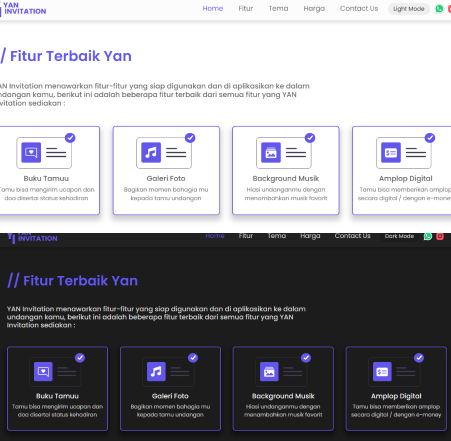 YAN
INVITATION
Home Fitur Tema Harga Contact Us Light Mode
// Fitur Terbaik Yan
AN Invitation menawarkan fitur-fitur yang siap digunakan dan di aplikasikan ke dalam
undangan kamu, berikut ini adalah beberapa fitur terbaik dari semua fitur yang YAN
nvitation sediakan :
Buku Tamuu
Tamu bisa mengirim ucapan dan
doa disertai status kehadiran
Galeri Foto
Bagikan momen bahagia mu
kepada tamu undangan
Background Musik
Hiasi undanganmu dengan
menambahkan musik favorit
Amplop Digital
Tamu bisa memberikan amplop
secara digital / dengan e-money
YAN
INVITATION
Home Fitur Tema Harga Contact Us Dark Mode
// Fitur Terbaik Yan
YAN Invitation menawarkan fitur-fitur yang siap digunakan dan di aplikasikan ke dalam
undangan kamu, berikut ini adalah beberapa fitur terbaik dari semua fitur yang YAN
Invitation sediakan :
Buku Tamuu
Tamu bisa mengirim ucapan dan
doa disertai status kehadiran
Galeri Foto
Bagikan momen bahagia mu
kepada tamu undangan
Background Musik
Hiasi undanganmu dengan
menambahkan musik favorit
Amplop Digital
Tamu bisa memberikan amplop
secara digital / dengan e-money